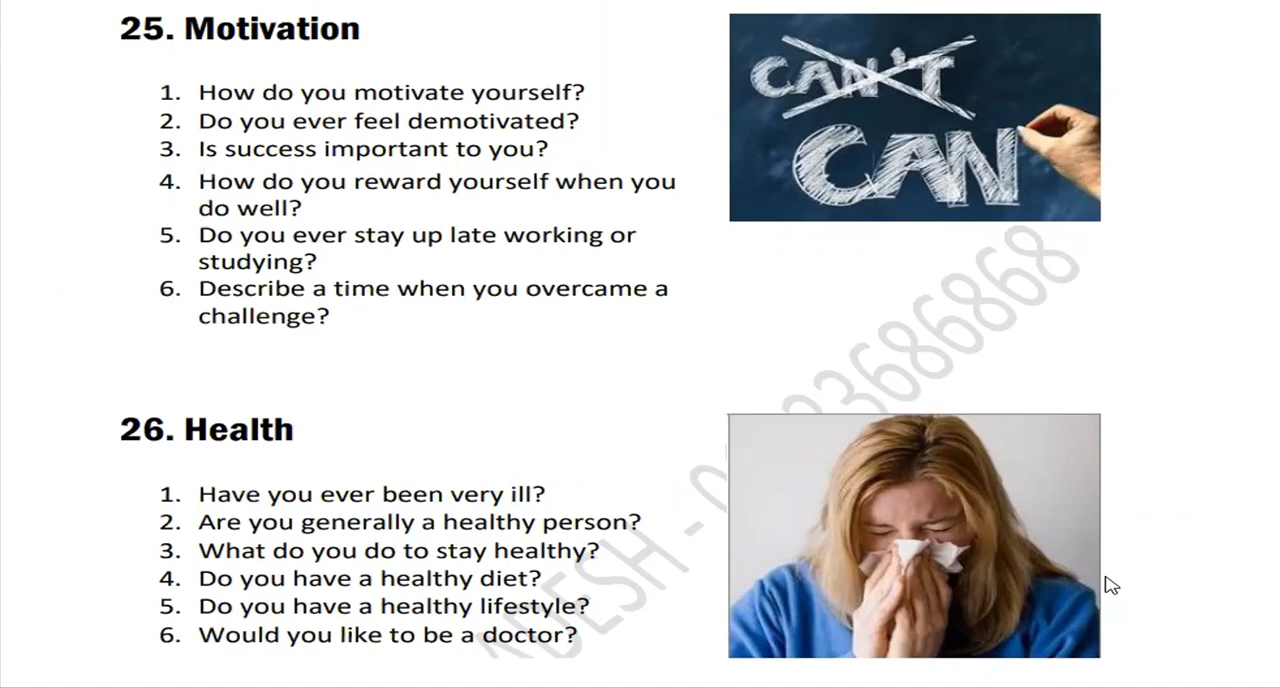 25. Motivation
CAN'T
CAN
1. How do you motivate yourself?
2. Do you ever feel demotivated?
3. Is success important to you?
4. How do you reward yourself when you
do well?
5. Do you ever stay up late working or
studying?
6. Describe a time when you overcame a
challenge?
26. Health
1. Have you ever been very ill?
2. Are you generally a healthy person?
3. What do you do to stay healthy?
4. Do you have a healthy diet?
5. Do you have a healthy lifestyle?
6. Would you like to be a doctor?